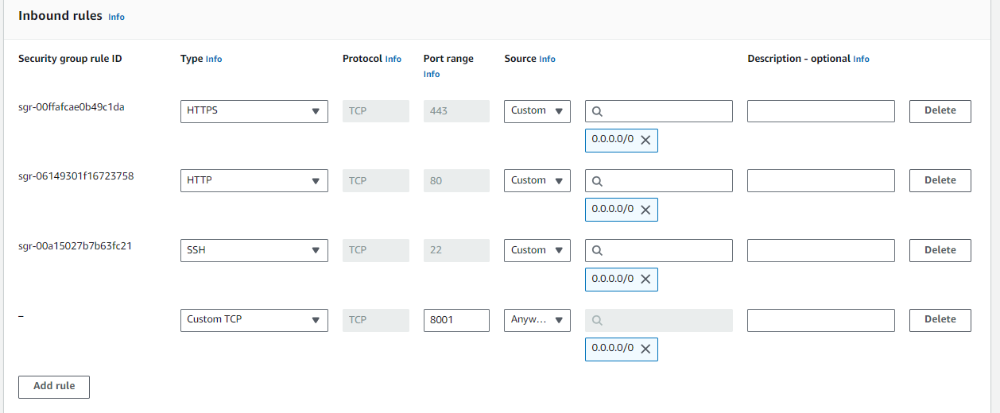 Inbound rules Info
Security group rule ID Type Info Protocol Info Port range Info Source Info Description - optional Info
sgr-00ffafcae0b49c1da HTTPS TCP 443 Custom Delete
0.0.0.0/0
sgr-06149301f16723758 HTTP TCP 80 Custom Delete
0.0.0.0/0
sgr-00a15027b7b63fc21 SSH TCP 22 Custom Delete
0.0.0.0/0
– Custom TCP TCP 8001 Anyw... Delete
0.0.0.0/0
Add rule